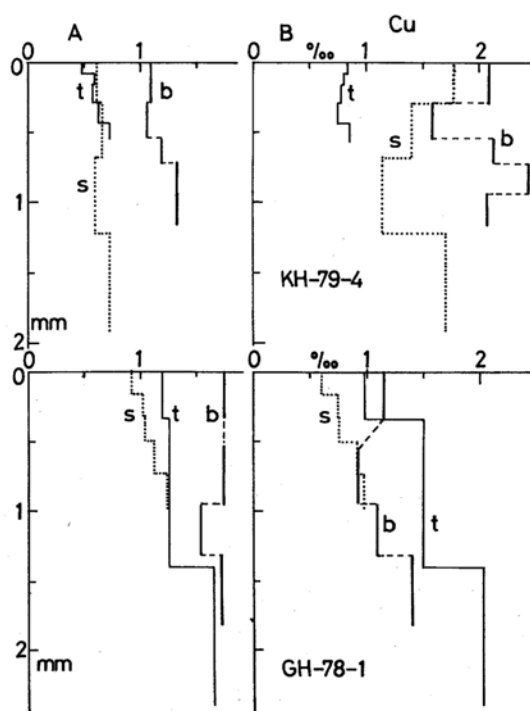 A B Cu
0 1 0 ‰ 1 2
0
t b t
s b
s
1
KH-79-4
mm
2
0 1 0 ‰ 1 2
0
s t b s
b t
1
2
mm GH-78-1